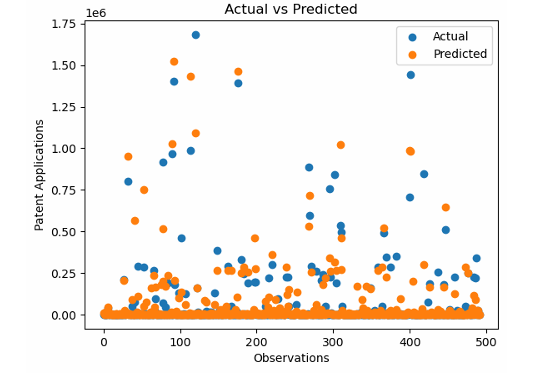 Actual vs Predicted
1e6
Actual
Predicted
1.75
1.50
1.25
1.00
0.75
0.50
0.25
0.00
Patent Applications
0 100 200 300 400 500
Observations